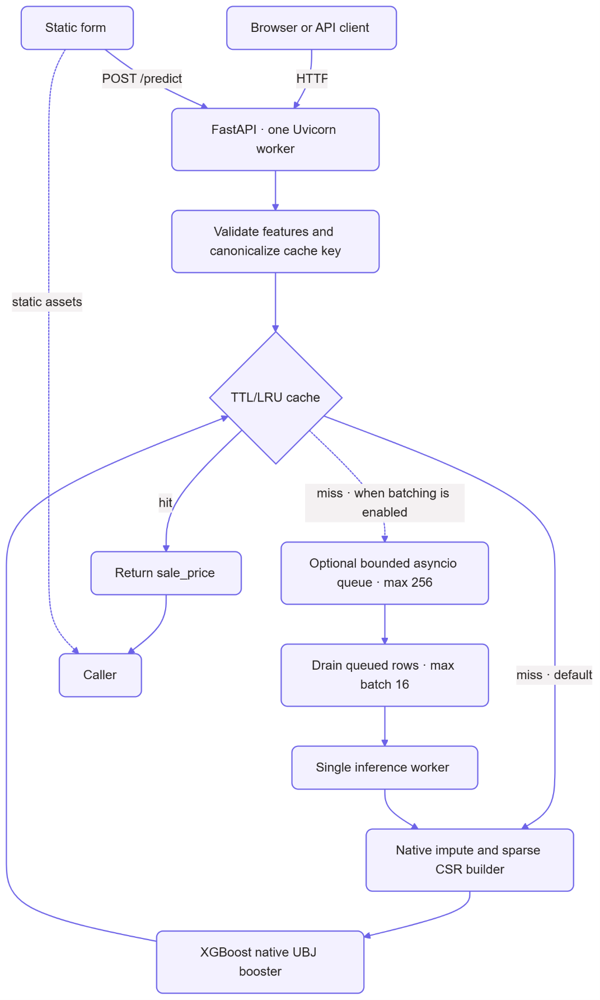 Static form
Browser or API client
POST /predict
HTTP
FastAPI · one Uvicorn
worker
Validate features and
canonicalize cache key
static assets
TTL/LRU cache
hit
miss · when batching is
enabled
Return sale_price
Optional bounded asyncio
queue · max 256
Drain queued rows · max
batch 16
Caller
miss · default
Single inference worker
Native impute and sparse
CSR builder
XGBoost native UBJ
booster